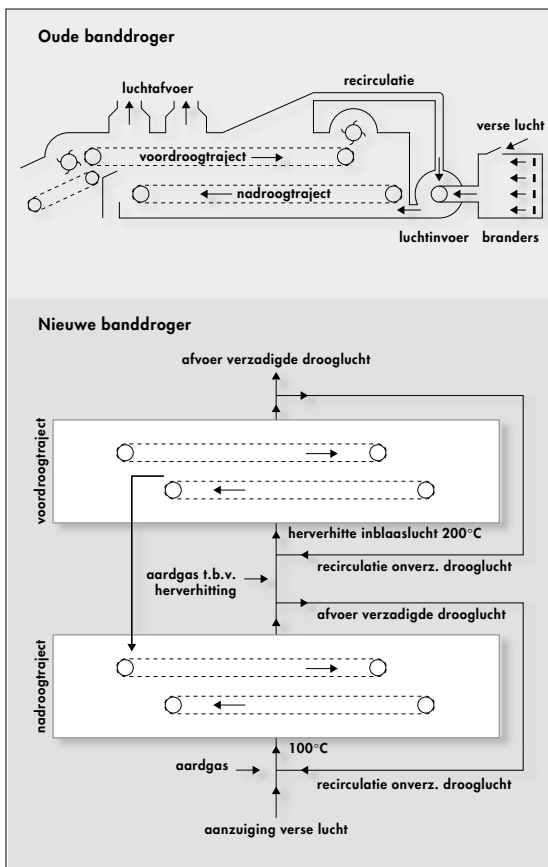 Oude banddroger
luchtafvoer
recirculatie
verse lucht
voordroogtraject
nadroogtraject
luchtinvoer
branders
Nieuwe banddroger
afvoer verzadigde drooglucht
voordroogtraject
herverhitte inblaaslucht 200°C
recirculatie onverz. drooglucht
aardgas t.b.v.
herverhitting
afvoer verzadigde drooglucht
nadroogtraject
100°C
aardgas
recirculatie onverz. drooglucht
aanzuiging verse lucht